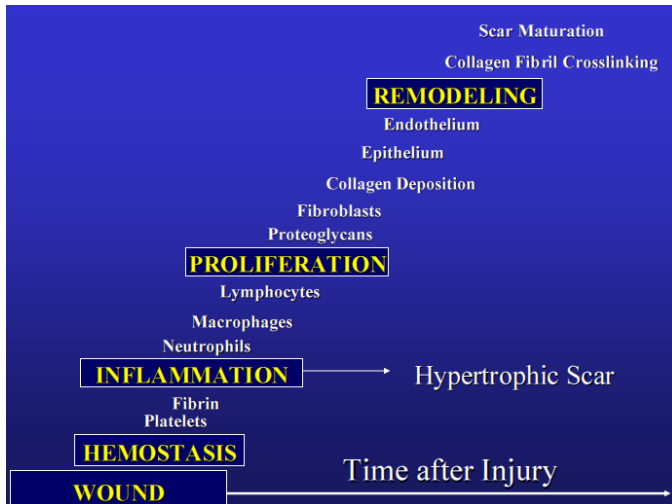 Scar Maturation
Collagen Fibril Crosslinking
REMODELING
Endothelium
Epithelium
Collagen Deposition
Fibroblasts
Proteoglycans
PROLIFERATION
Lymphocytes
Macrophages
Neutrophils
INFLAMMATION
Hypertrophic Scar
Fibrin
Platelets
HEMOSTASIS
Time after Injury
WOUND